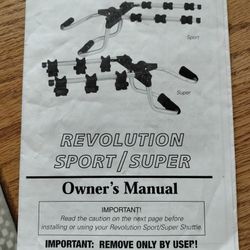 Sport
Super
REVOLUTION
SPORT/SUPER
Owner's Manual
IMPORTANT!
Read the caution on the next page before
installing or using your Revolution Sport/Super Shuttle.
IMPORTANT: REMOVE ONLY BY USER!!